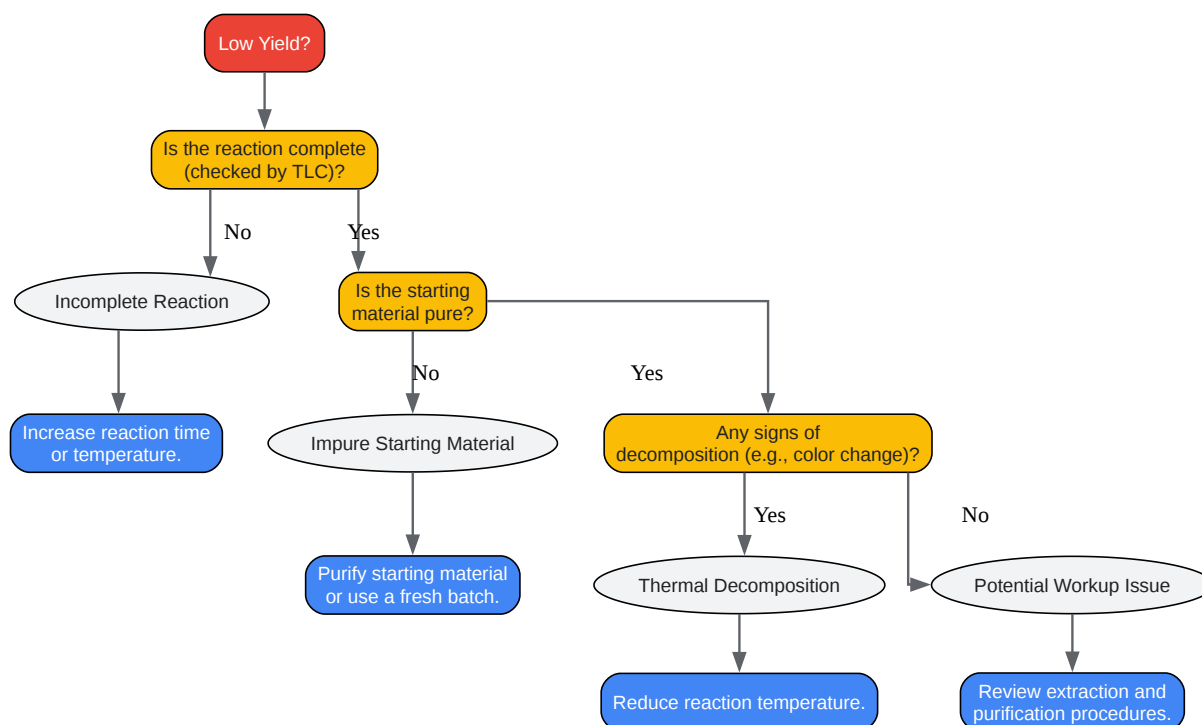 Low Yield?
Is the reaction complete
(checked by TLC)?
No
Yes
Incomplete Reaction
Is the starting
material pure?
No
Yes
Increase reaction time
or temperature.
Impure Starting Material
Any signs of
decomposition (e.g., color change)?
Yes
No
Purify starting material
or use a fresh batch.
Thermal Decomposition
Potential Workup Issue
Reduce reaction temperature.
Review extraction and
purification procedures.